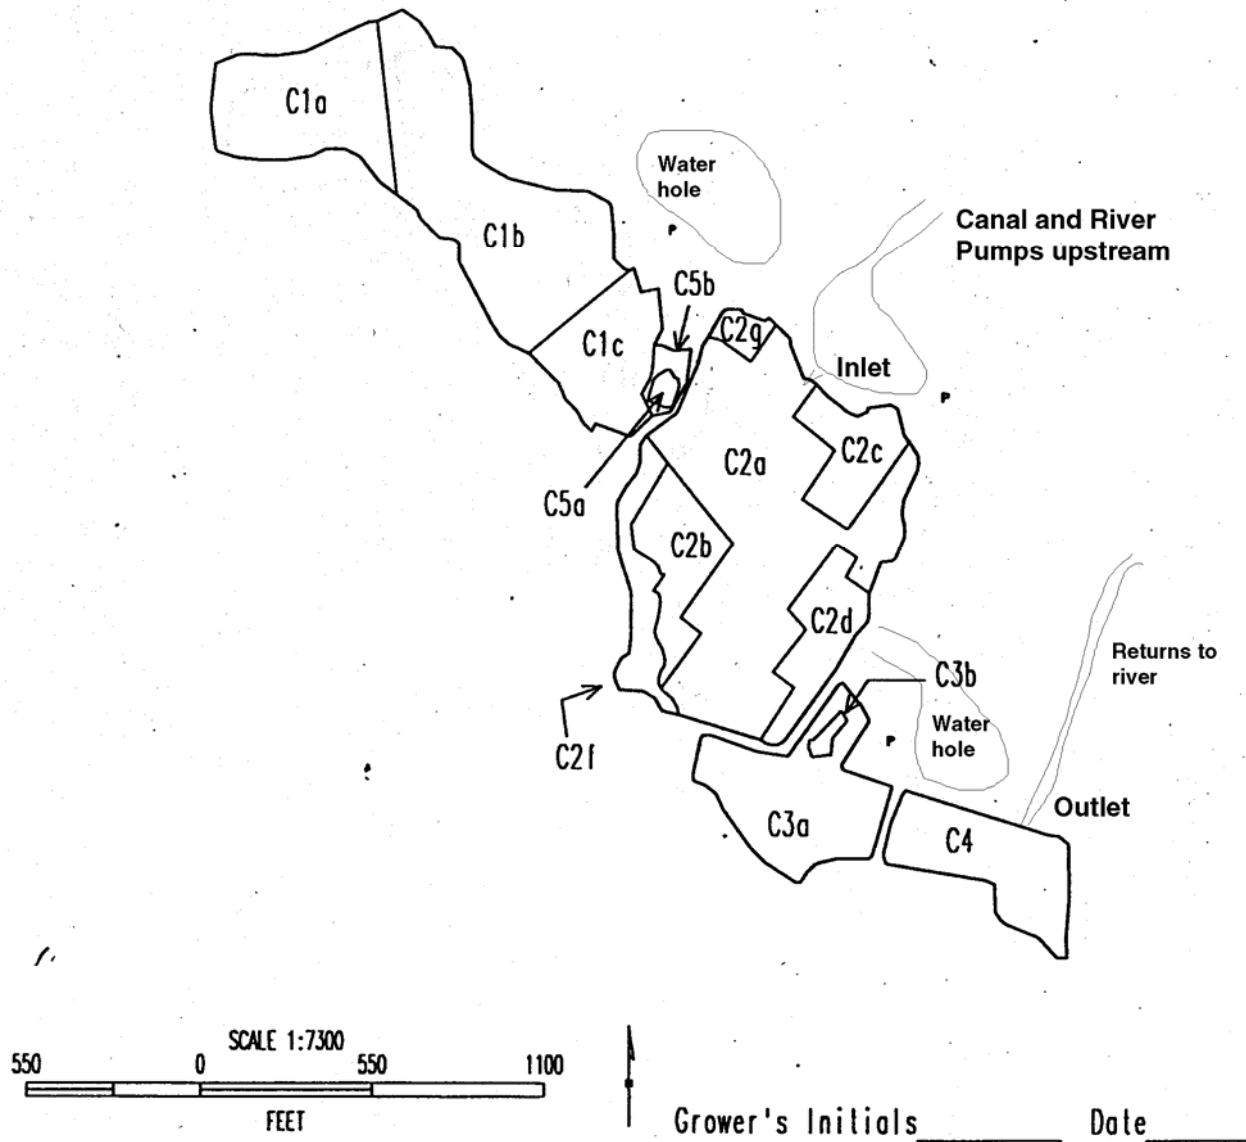 C1a
Water
hole
C1b
P
Canal and River
Pumps upstream
C5b
C2g
C1c
Inlet
P
C2a
C2c
C5a
C2b
C2d
Returns to
river
C3b
Water
hole
P
C2f
Outlet
C3a
C4
SCALE 1:7300
550 0 550 1100
FEET
Grower's Initials Date